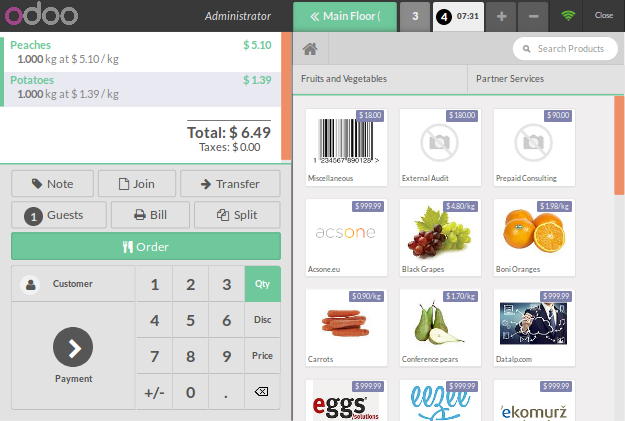 odoo
Administrator
Main Floor (
3
4 07:31
Close
Peaches $ 5.10
1.000 kg at $ 5.10 / kg
Potatoes $ 1.39
1.000 kg at $ 1.39 / kg
Total: $ 6.49
Taxes: $ 0.00
Note
Join
Transfer
1 Guests
Bill
Split
Order
Customer
Payment
1 2 3 Qty
4 5 6 Disc
7 8 9 Price
+/- 0 .
Search Products
Fruits and Vegetables
Partner Services
$ 18.00
1 234567 890128 >
Miscellaneous
$ 180.00
External Audit
$ 90.00
Prepaid Consulting
$ 999.99
acsone
Acsone.eu
$ 4.80/kg
Black Grapes
$ 1.98/kg
Boni Oranges
$ 0.90/kg
Carrots
$ 1.70/kg
Conference pears
$ 999.99
Datalp.com
$ 999.99
eggs
/solutions
$ 999.99
eezee
$ 999.99
'ekomurz